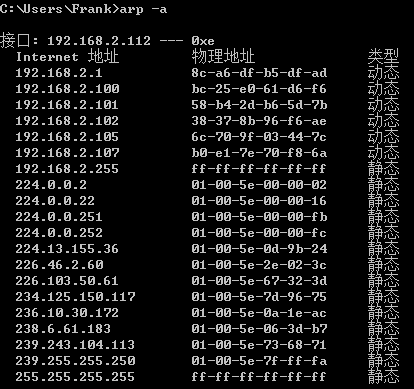 C:\Users\Frank>arp -a
接口: 192.168.2.112 --- 0xe
Internet 地址 物理地址 类型
192.168.2.1 8c-a6-df-b5-df-ad 动态
192.168.2.100 bc-25-e0-61-d6-f6 动态
192.168.2.101 58-b4-2d-b6-5d-7b 动态
192.168.2.102 38-37-8b-96-f6-ae 动态
192.168.2.105 6c-70-9f-03-44-7c 动态
192.168.2.107 b0-e1-7e-70-f8-6a 动态
192.168.2.255 ff-ff-ff-ff-ff-ff 静态
224.0.0.2 01-00-5e-00-00-02 静态
224.0.0.22 01-00-5e-00-00-16 静态
224.0.0.251 01-00-5e-00-00-fb 静态
224.0.0.252 01-00-5e-00-00-fc 静态
224.13.155.36 01-00-5e-0d-9b-24 静态
226.46.2.60 01-00-5e-2e-02-3c 静态
226.103.50.61 01-00-5e-67-32-3d 静态
234.125.150.117 01-00-5e-7d-96-75 静态
236.10.30.172 01-00-5e-0a-1e-ac 静态
238.6.61.183 01-00-5e-06-3d-b7 静态
239.243.104.113 01-00-5e-73-68-71 静态
239.255.255.250 01-00-5e-7f-ff-fa 静态
255.255.255.255 ff-ff-ff-ff-ff-ff 静态